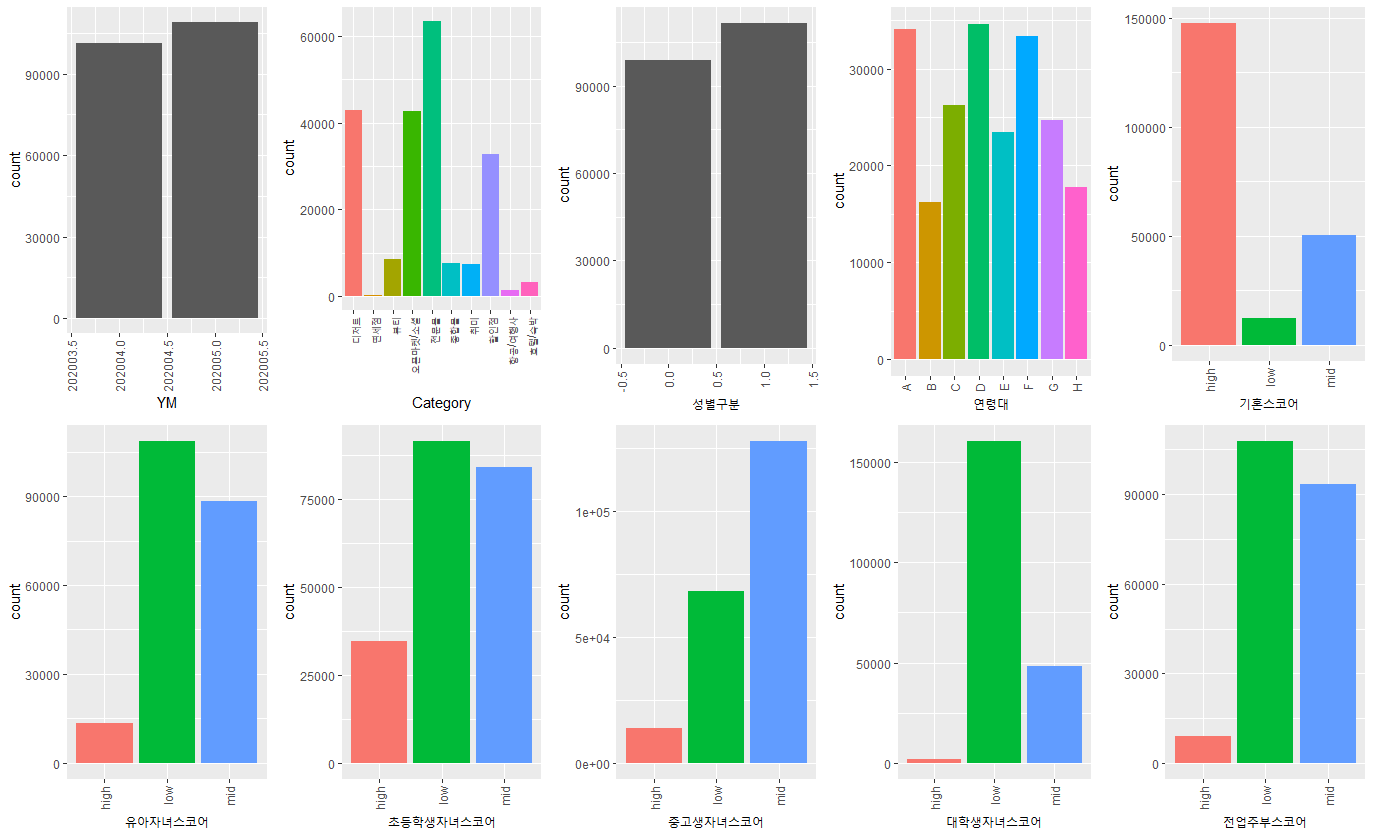 count
90000
60000
30000
0
202003.5
202004.0
202004.5
202005.0
202005.5
YM
count
60000
40000
20000
0
디저트
면세점
뷰티
오픈마켓/소셜
전문몰
종합몰
취미
할인점
항공/여행사
호텔/숙박
Category
count
90000
60000
30000
0
-0.5
0.0
0.5
1.0
1.5
성별구분
count
30000
20000
10000
0
A
B
C
D
E
F
G
H
연령대
count
150000
100000
50000
0
high
low
mid
기혼스코어
count
90000
60000
30000
0
high
low
mid
유아자녀스코어
count
75000
50000
25000
0
high
low
mid
초등학생자녀스코어
count
1e+05
5e+04
0e+00
high
low
mid
중고생자녀스코어
count
150000
100000
50000
0
high
low
mid
대학생자녀스코어
count
90000
60000
30000
0
high
low
mid
전업주부스코어